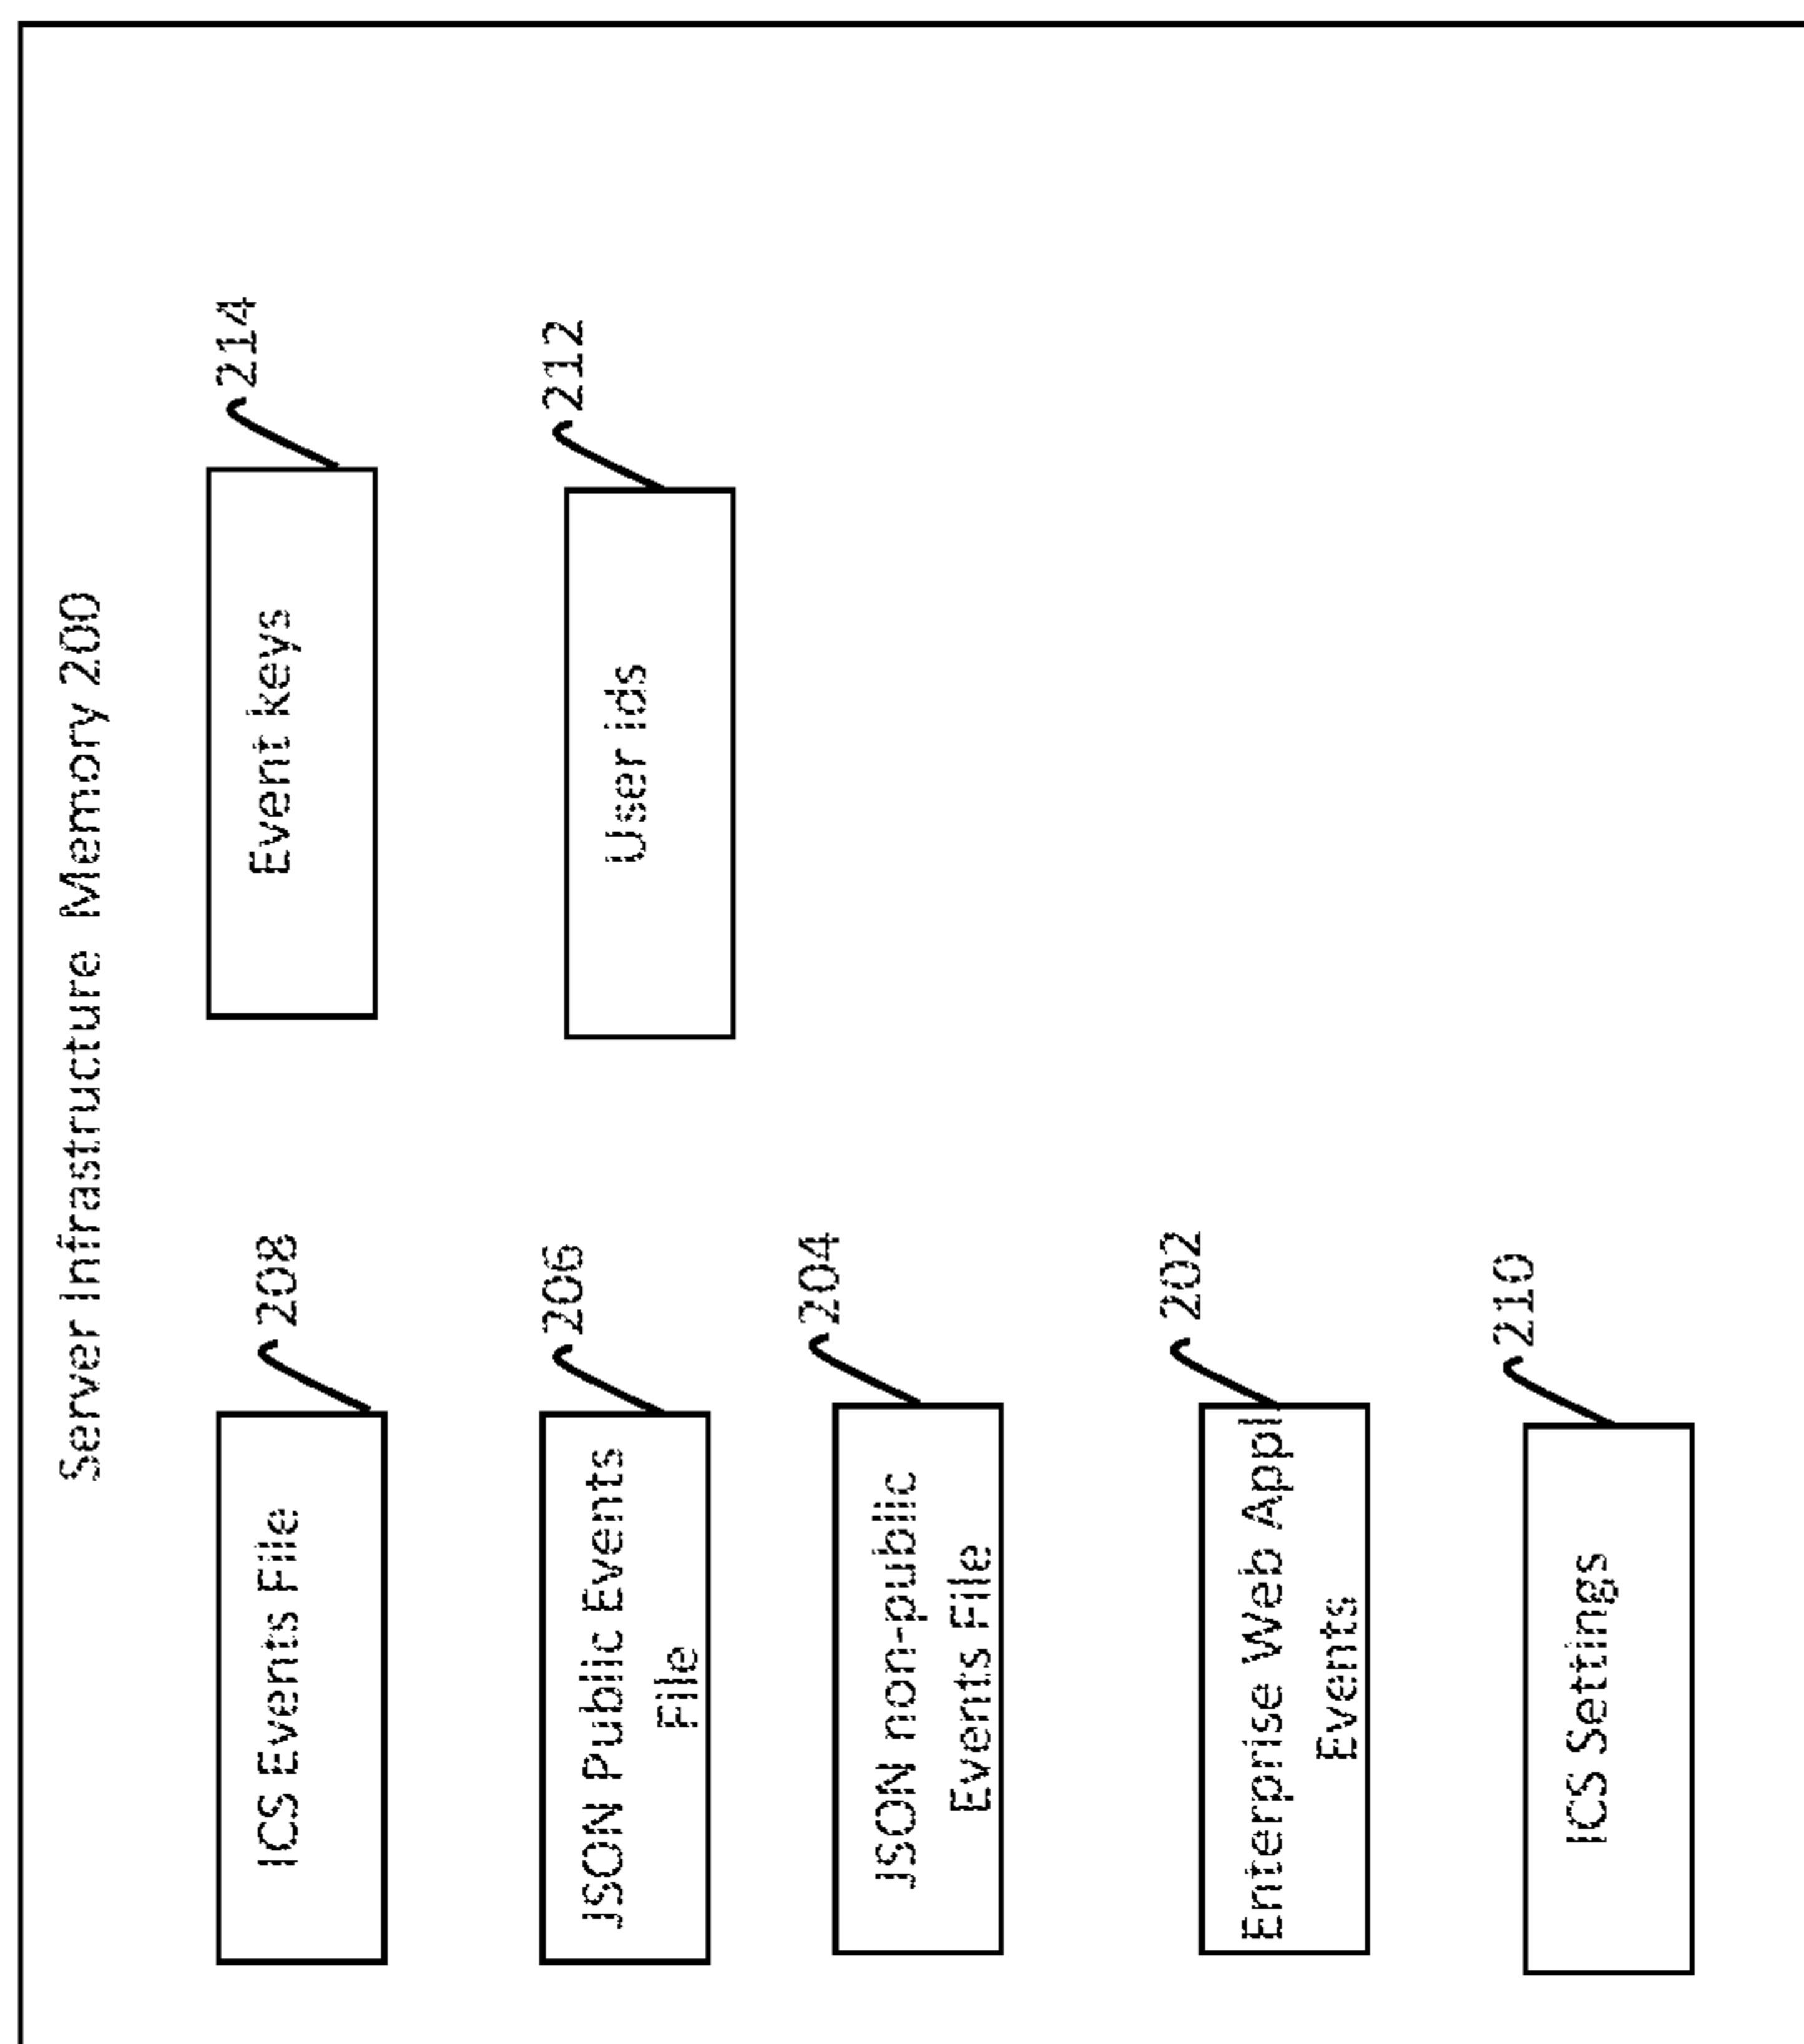 Server Infrastructure Memory 200
ICS Events File
208
Event keys
214
JSON Public Events
File
206
User ids
212
JSON non-public
Events File
204
Enterprise Web Appl
Events
202
ICS Settings
210